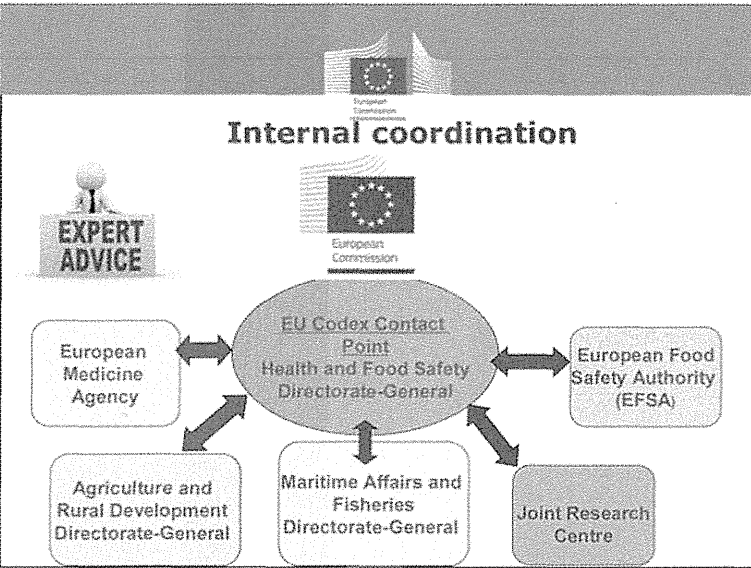 European
Commission
Internal coordination
EXPERT
ADVICE
European
Commission
EU Codex Contact
Point
Health and Food Safety
Directorate-General
European
Medicine
Agency
European Food
Safety Authority
(EFSA)
Agriculture and
Rural Development
Directorate-General
Maritime Affairs and
Fisheries
Directorate-General
Joint Research
Centre